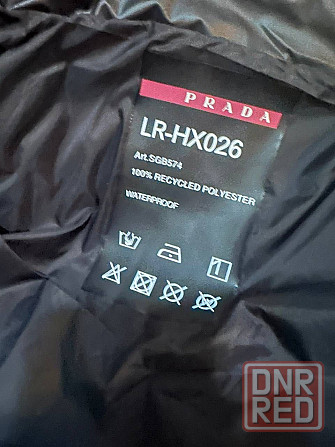 PRADA
LR-HX026
Art.SGB574
100% RECYCLED POLYESTER
WATERPROOF
DNR
RED